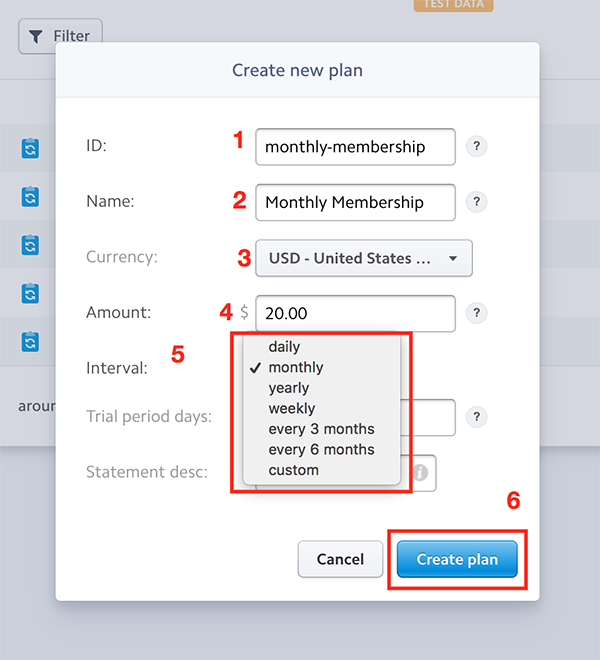 TEST DATA
Filter
Create new plan
ID: 1 monthly-membership ?
Name: 2 Monthly Membership ?
Currency: 3 USD - United States ...
Amount: 4 $ 20.00 ?
Interval: 5
daily
✓ monthly
yearly
weekly
every 3 months
every 6 months
custom
Trial period days: ?
Statement desc: i
6
Cancel Create plan
aroun